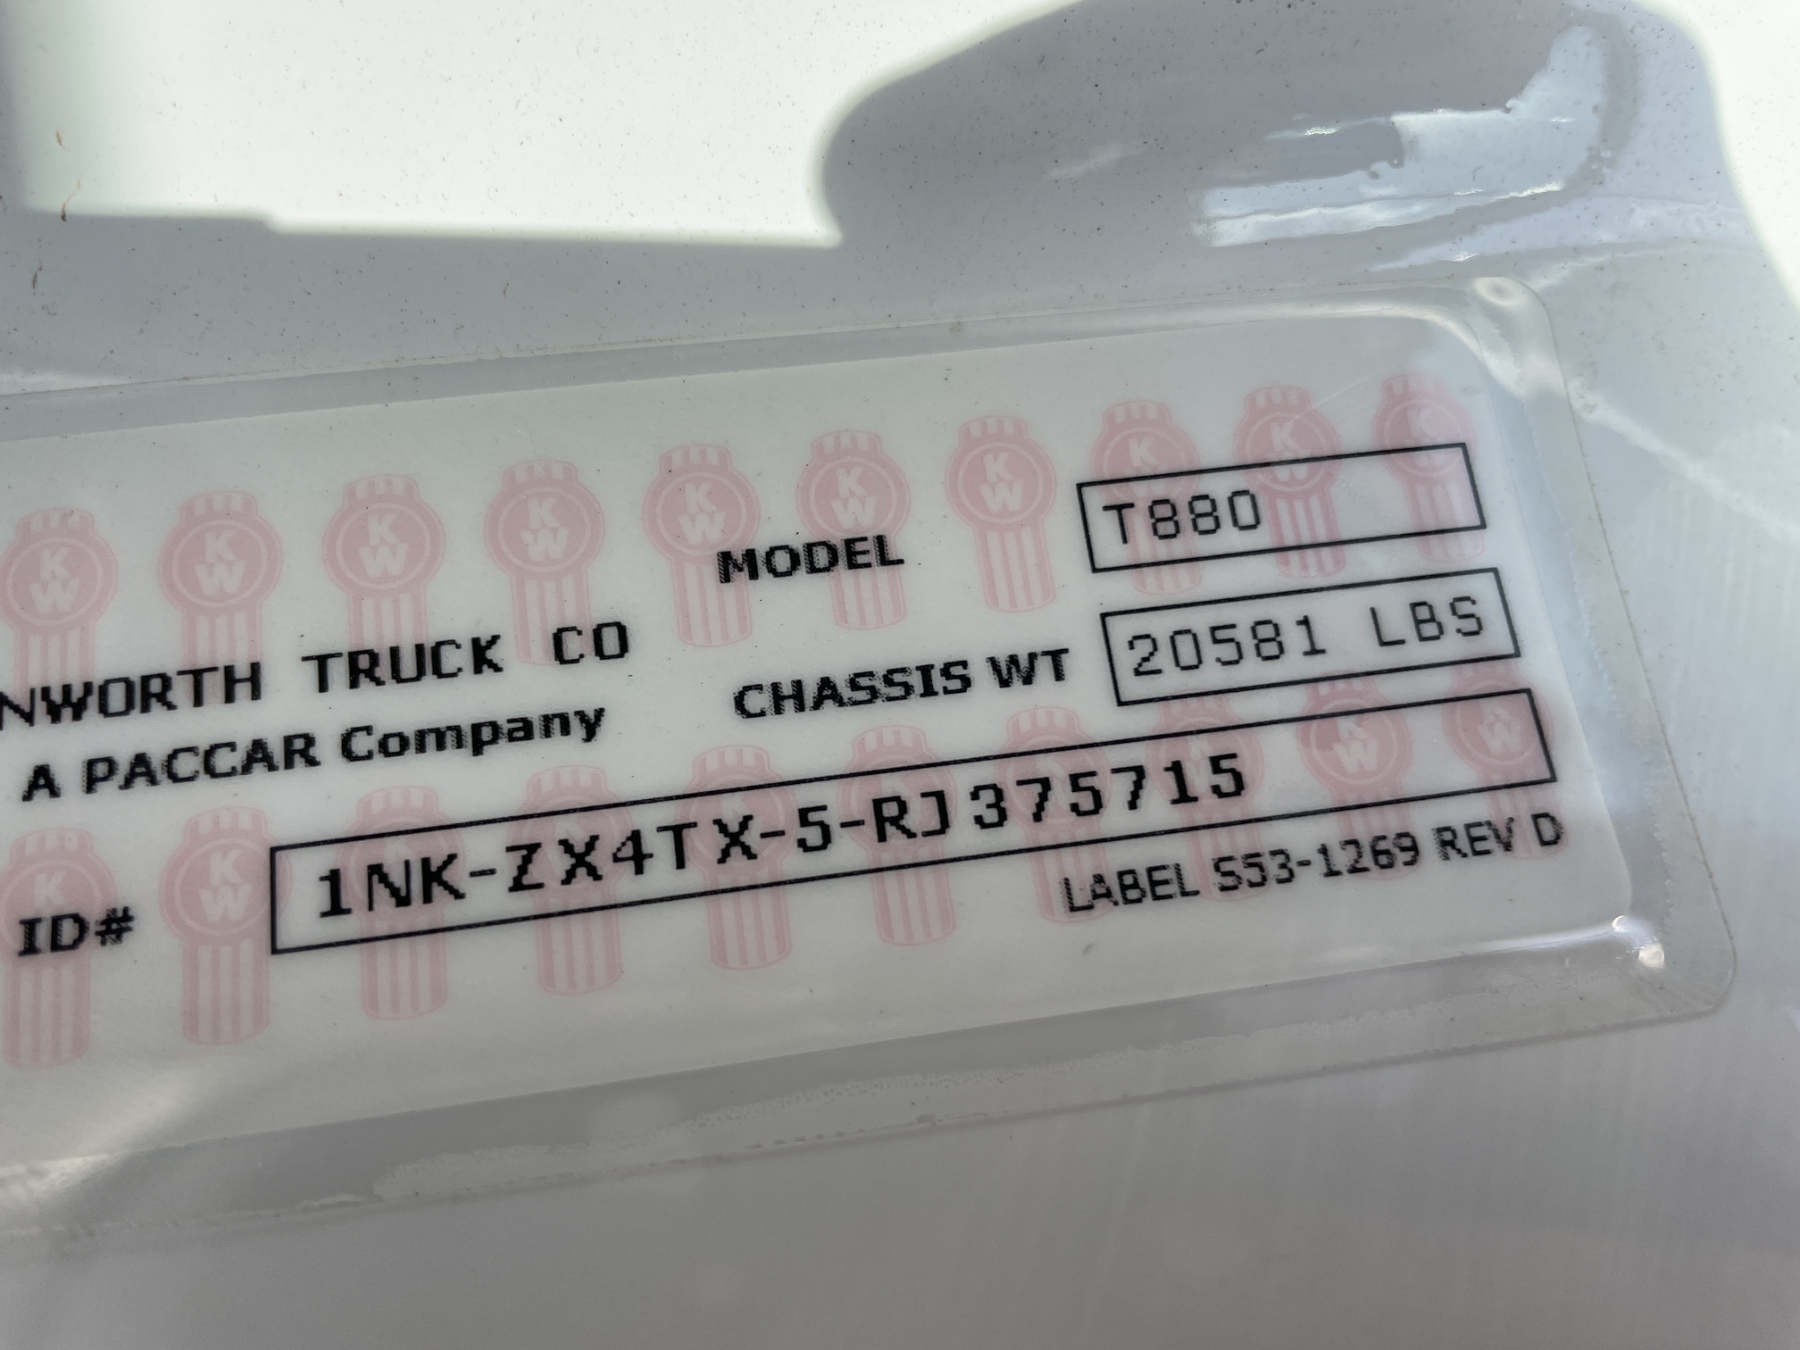 MODEL T880
NWORTH TRUCK CO
CHASSIS WT 20581 LBS
A PACCAR Company
ID# 1NK-ZX4TX-5-RJ375715
LABEL S53-1269 REV D